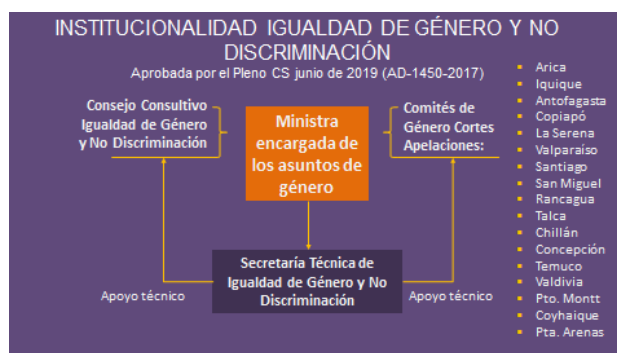 INSTITUCIONALIDAD IGUALDAD DE GÉNERO Y NO
DISCRIMINACIÓN
Aprobada por el Pleno CS junio de 2019 (AD-1450-2017)
Consejo Consultivo
Igualdad de Género
y No Discriminación
Ministra
encargada de
los asuntos de
género
Comités de
Género Cortes
Apelaciones:
Arica
Iquique
Antofagasta
Copiapó
La Serena
Valparaíso
Santiago
San Miguel
Rancagua
Talca
Chillán
Concepción
Temuco
Valdivia
Pto. Montt
Coyhaique
Pta. Arenas
Secretaría Técnica de
Igualdad de Género y No
Discriminación
Apoyo técnico
Apoyo técnico